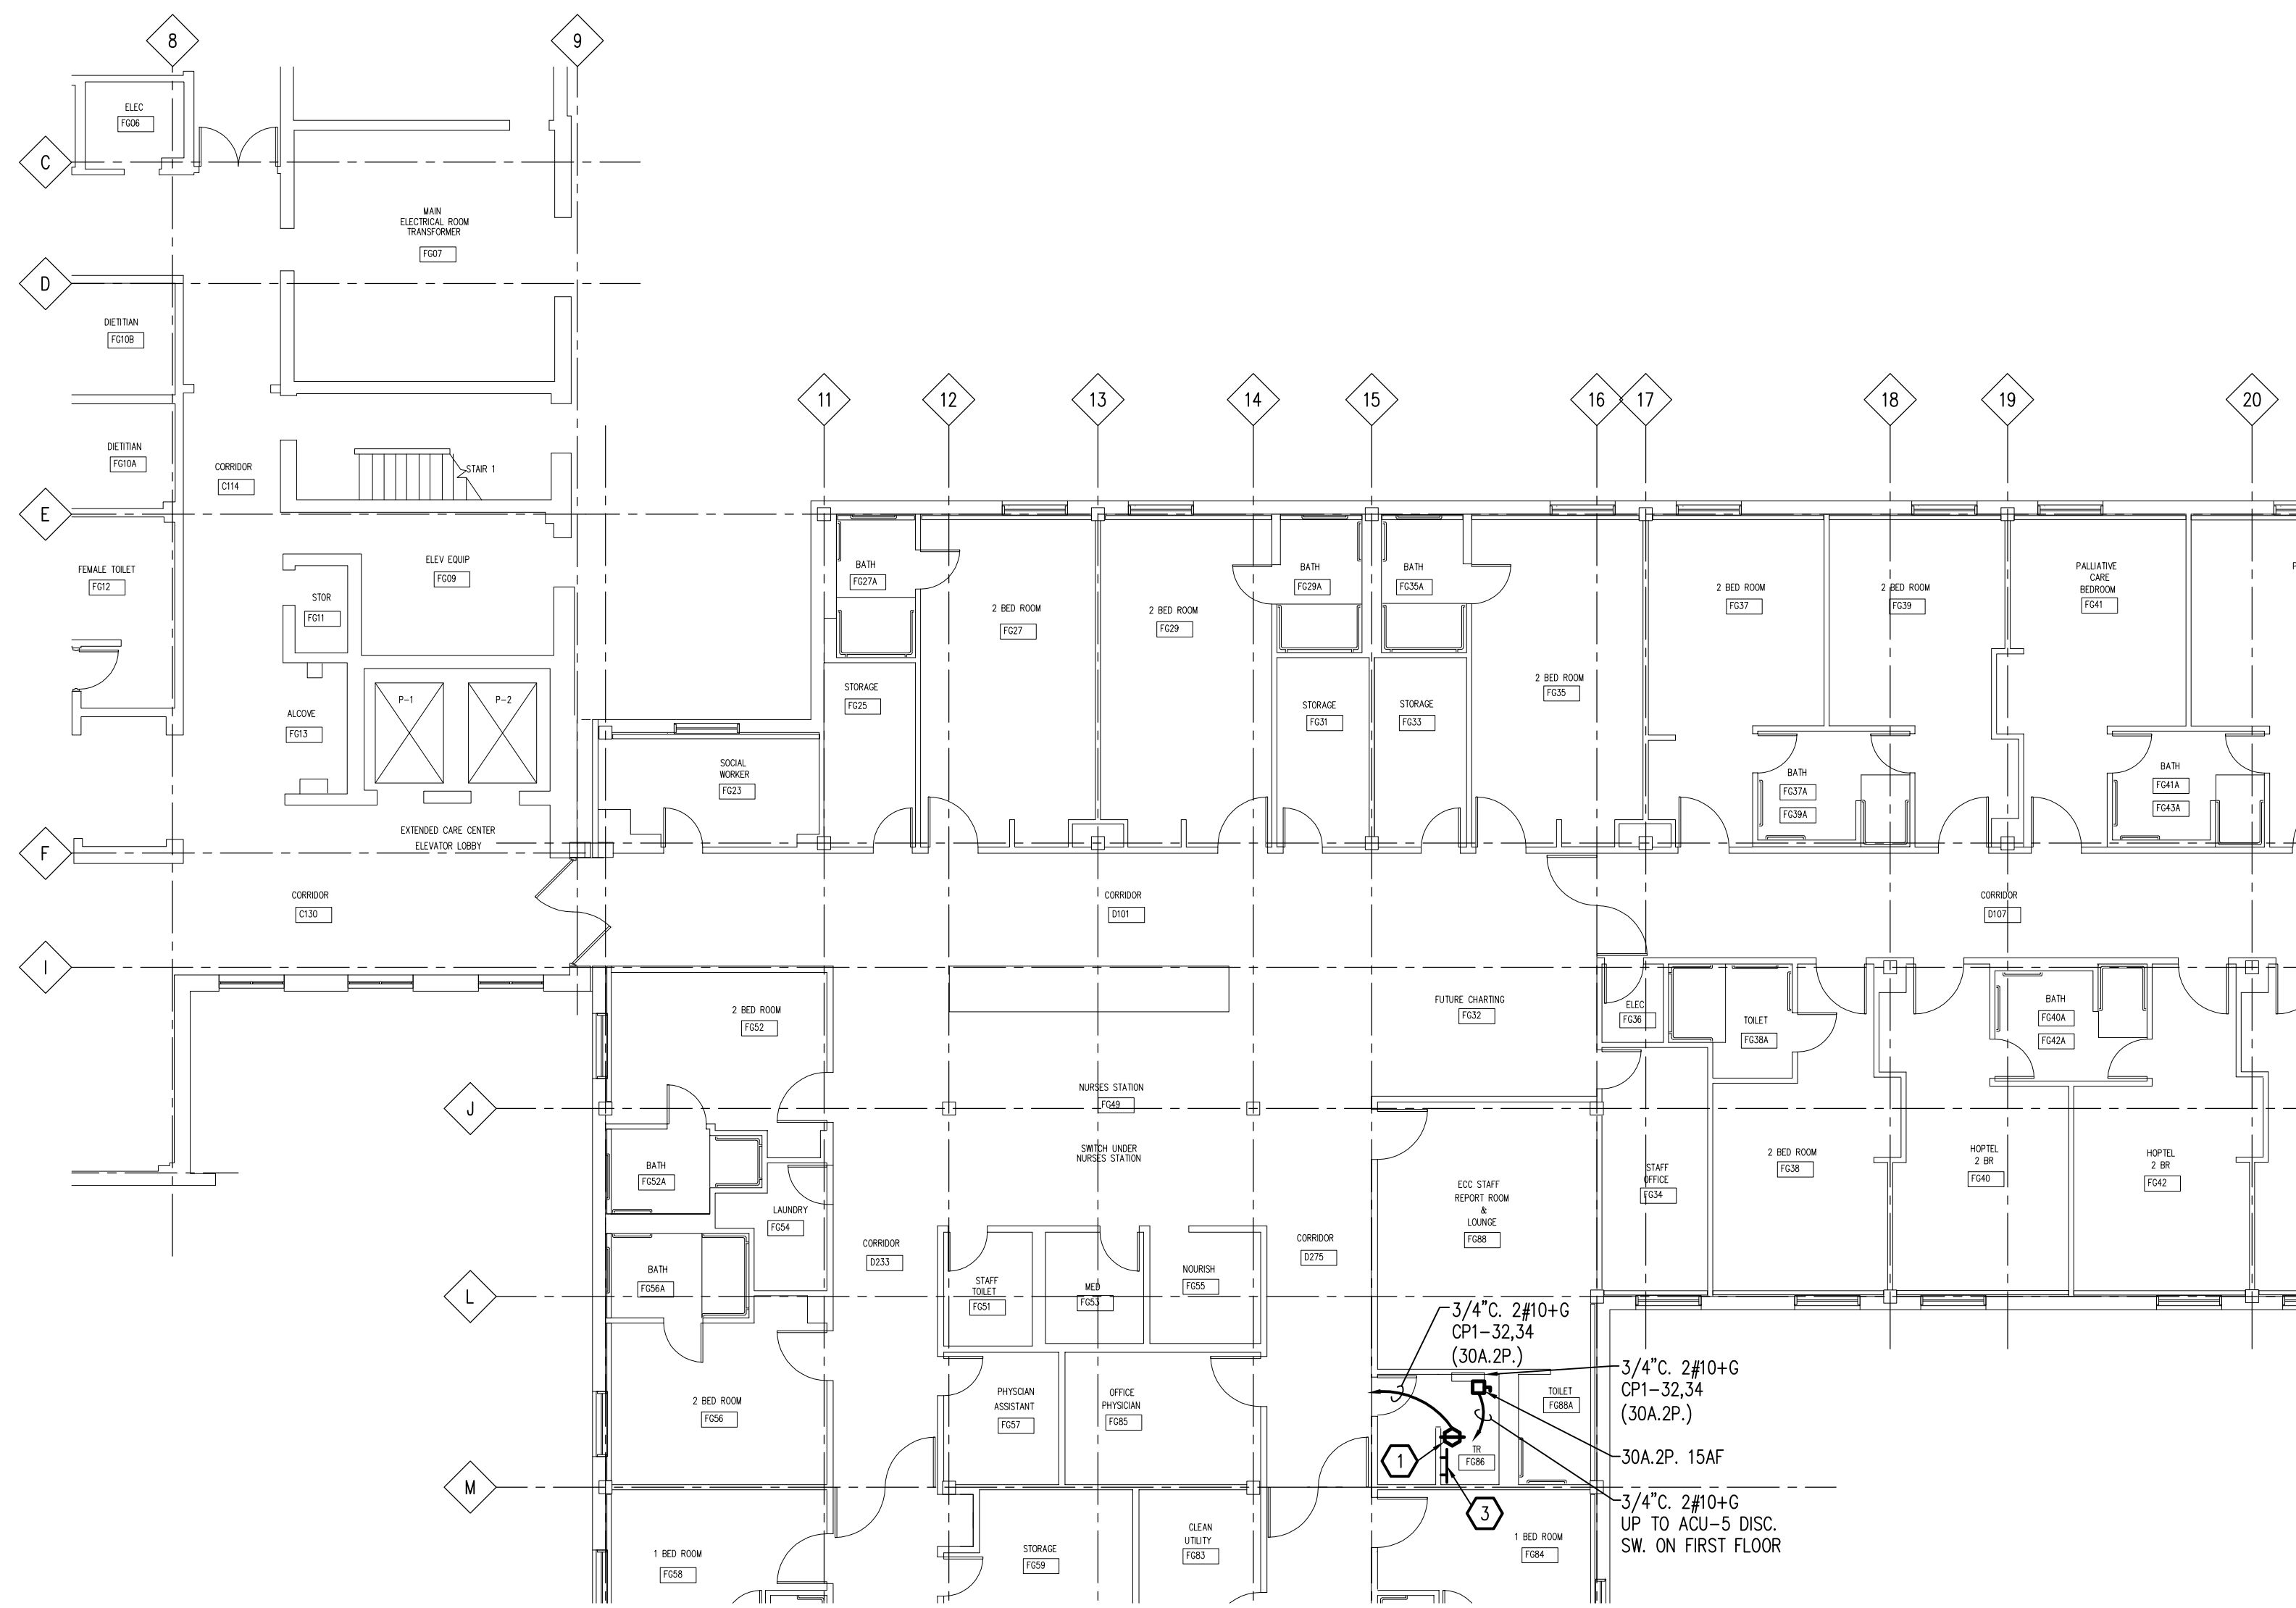 8
9
ELEC
FG06
C
MAIN
ELECTRICAL ROOM
TRANSFORMER
FG07
D
DIETITIAN
FG10B
11
12
13
14
15
16
17
18
19
20
DIETITIAN
FG10A
CORRIDOR
C114
STAIR 1
E
FEMALE TOILET
FG12
STOR
FG11
ELEV EQUIP
FG09
BATH
FG27A
2 BED ROOM
FG27
2 BED ROOM
FG29
BATH
FG29A
BATH
FG35A
2 BED ROOM
FG35
2 BED ROOM
FG37
2 BED ROOM
FG39
PALLIATIVE
CARE
BEDROOM
FG41
P
ALCOVE
FG13
P-1
P-2
STORAGE
FG25
STORAGE
FG31
STORAGE
FG33
SOCIAL
WORKER
FG23
BATH
FG37A
FG39A
BATH
FG41A
FG43A
EXTENDED CARE CENTER
ELEVATOR LOBBY
F
CORRIDOR
C130
CORRIDOR
D101
CORRIDOR
D107
I
2 BED ROOM
FG52
FUTURE CHARTING
FG32
ELEC
FG36
TOILET
FG38A
BATH
FG40A
FG42A
J
NURSES STATION
FG49
SWITCH UNDER
NURSES STATION
BATH
FG52A
LAUNDRY
FG54
ECC STAFF
REPORT ROOM
&
LOUNGE
FG88
STAFF
OFFICE
FG34
2 BED ROOM
FG38
HOPTEL
2 BR
FG40
HOPTEL
2 BR
FG42
CORRIDOR
D233
CORRIDOR
D275
BATH
FG56A
L
STAFF
TOILET
FG51
MED
FG53
NOURISH
FG55
3/4"C. 2#10+G
CP1-32,34
(30A.2P.)
3/4"C. 2#10+G
CP1-32,34
(30A.2P.)
2 BED ROOM
FG56
PHYSCIAN
ASSISTANT
FG57
OFFICE
PHYSICIAN
FG85
TOILET
FG88A
TR
FG86
1
30A.2P. 15AF
M
3
3/4"C. 2#10+G
UP TO ACU-5 DISC.
SW. ON FIRST FLOOR
1 BED ROOM
FG58
STORAGE
FG59
CLEAN
UTILITY
FG83
1 BED ROOM
FG84